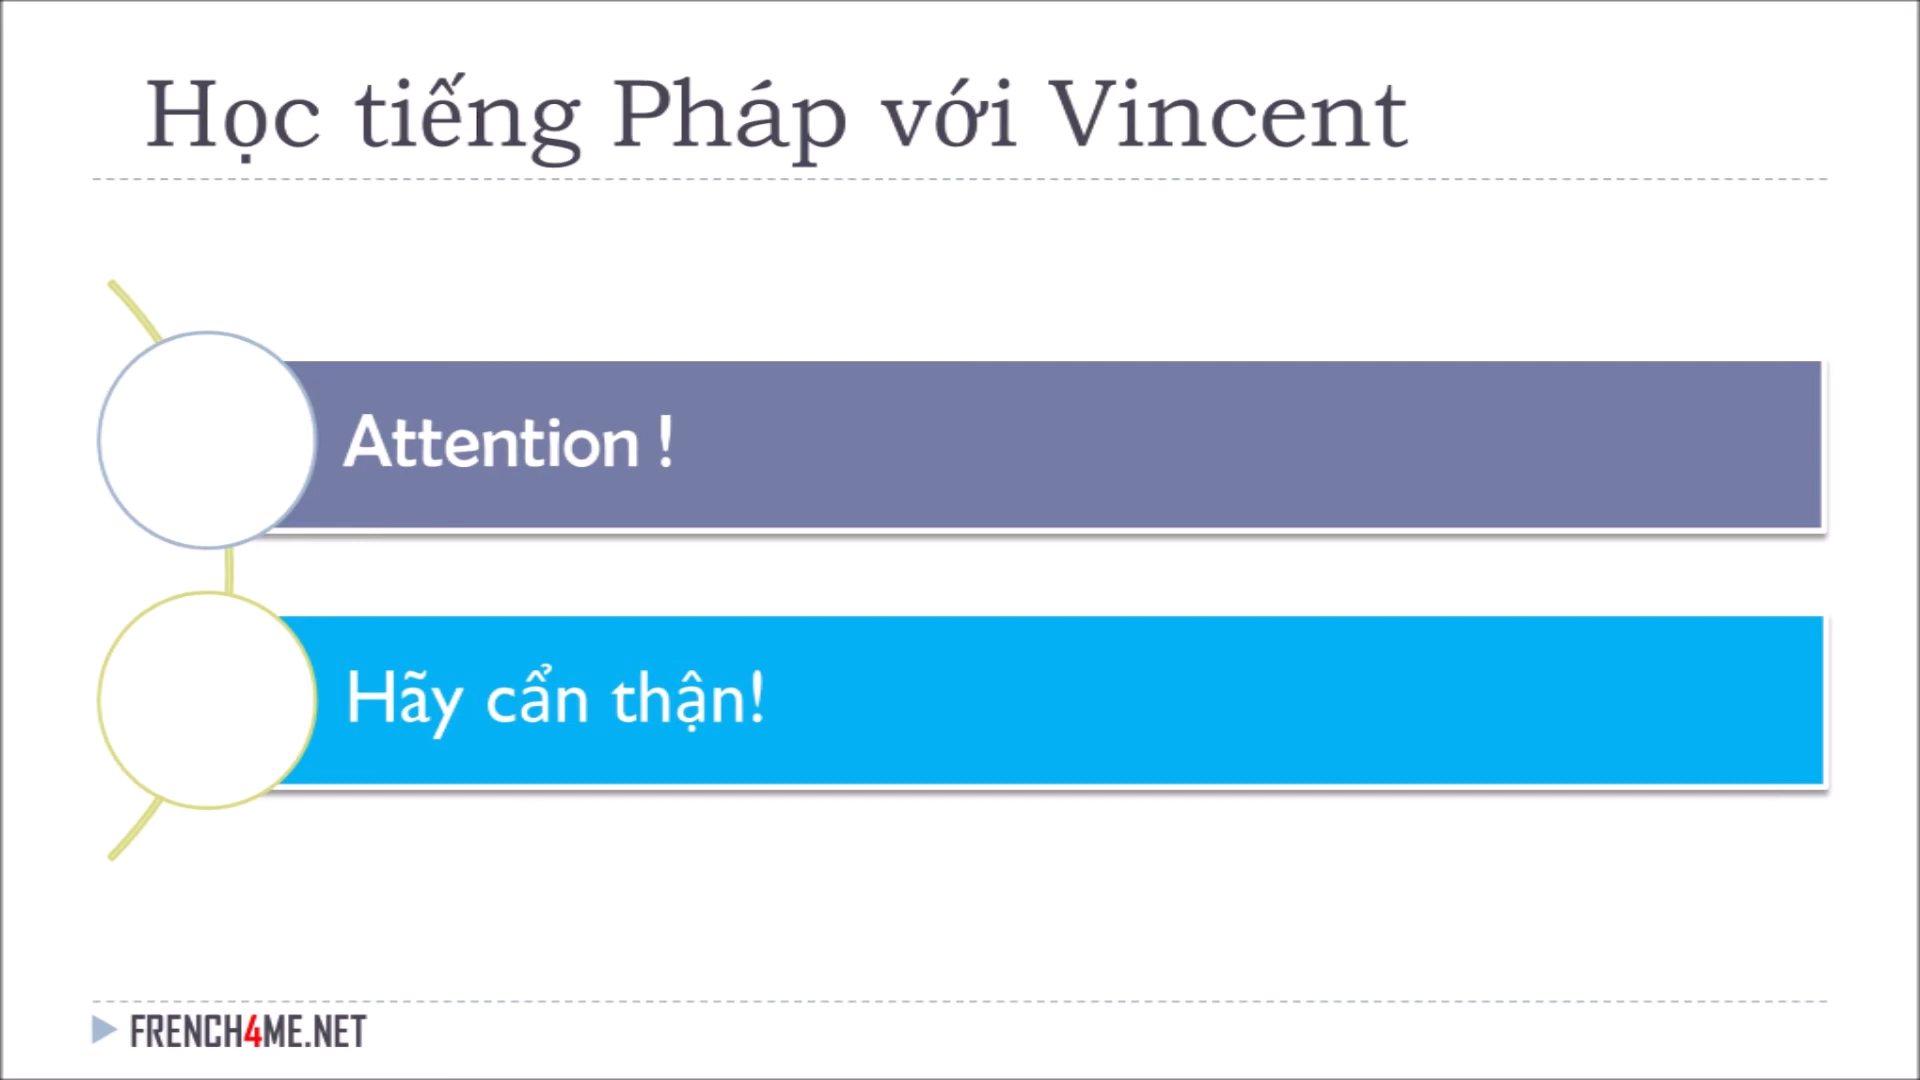 Học tiếng Pháp với Vincent
Attention !
Hãy cẩn thận!
FRENCH4ME.NET